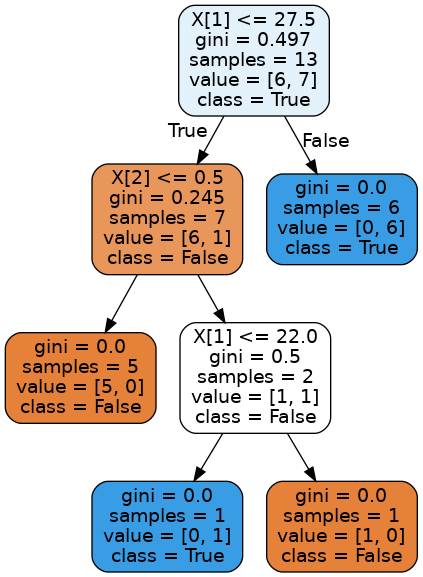 X[1] <= 27.5
gini = 0.497
samples = 13
value = [6, 7]
class = True
True
False
X[2] <= 0.5
gini = 0.245
samples = 7
value = [6, 1]
class = False
gini = 0.0
samples = 6
value = [0, 6]
class = True
gini = 0.0
samples = 5
value = [5, 0]
class = False
X[1] <= 22.0
gini = 0.5
samples = 2
value = [1, 1]
class = False
gini = 0.0
samples = 1
value = [0, 1]
class = True
gini = 0.0
samples = 1
value = [1, 0]
class = False